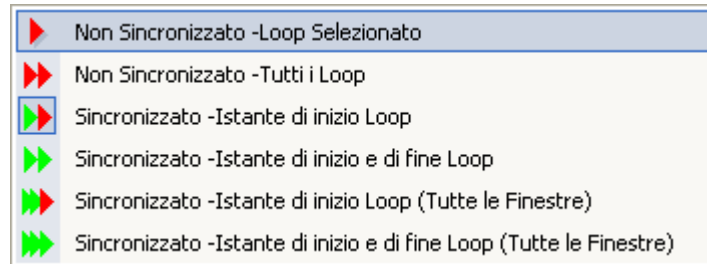 Non Sincronizzato -Loop Selezionato
Non Sincronizzato -Tutti i Loop
Sincronizzato -Istante di inizio Loop
Sincronizzato -Istante di inizio e di fine Loop
Sincronizzato -Istante di inizio Loop (Tutte le Finestre)
Sincronizzato -Istante di inizio e di fine Loop (Tutte le Finestre)